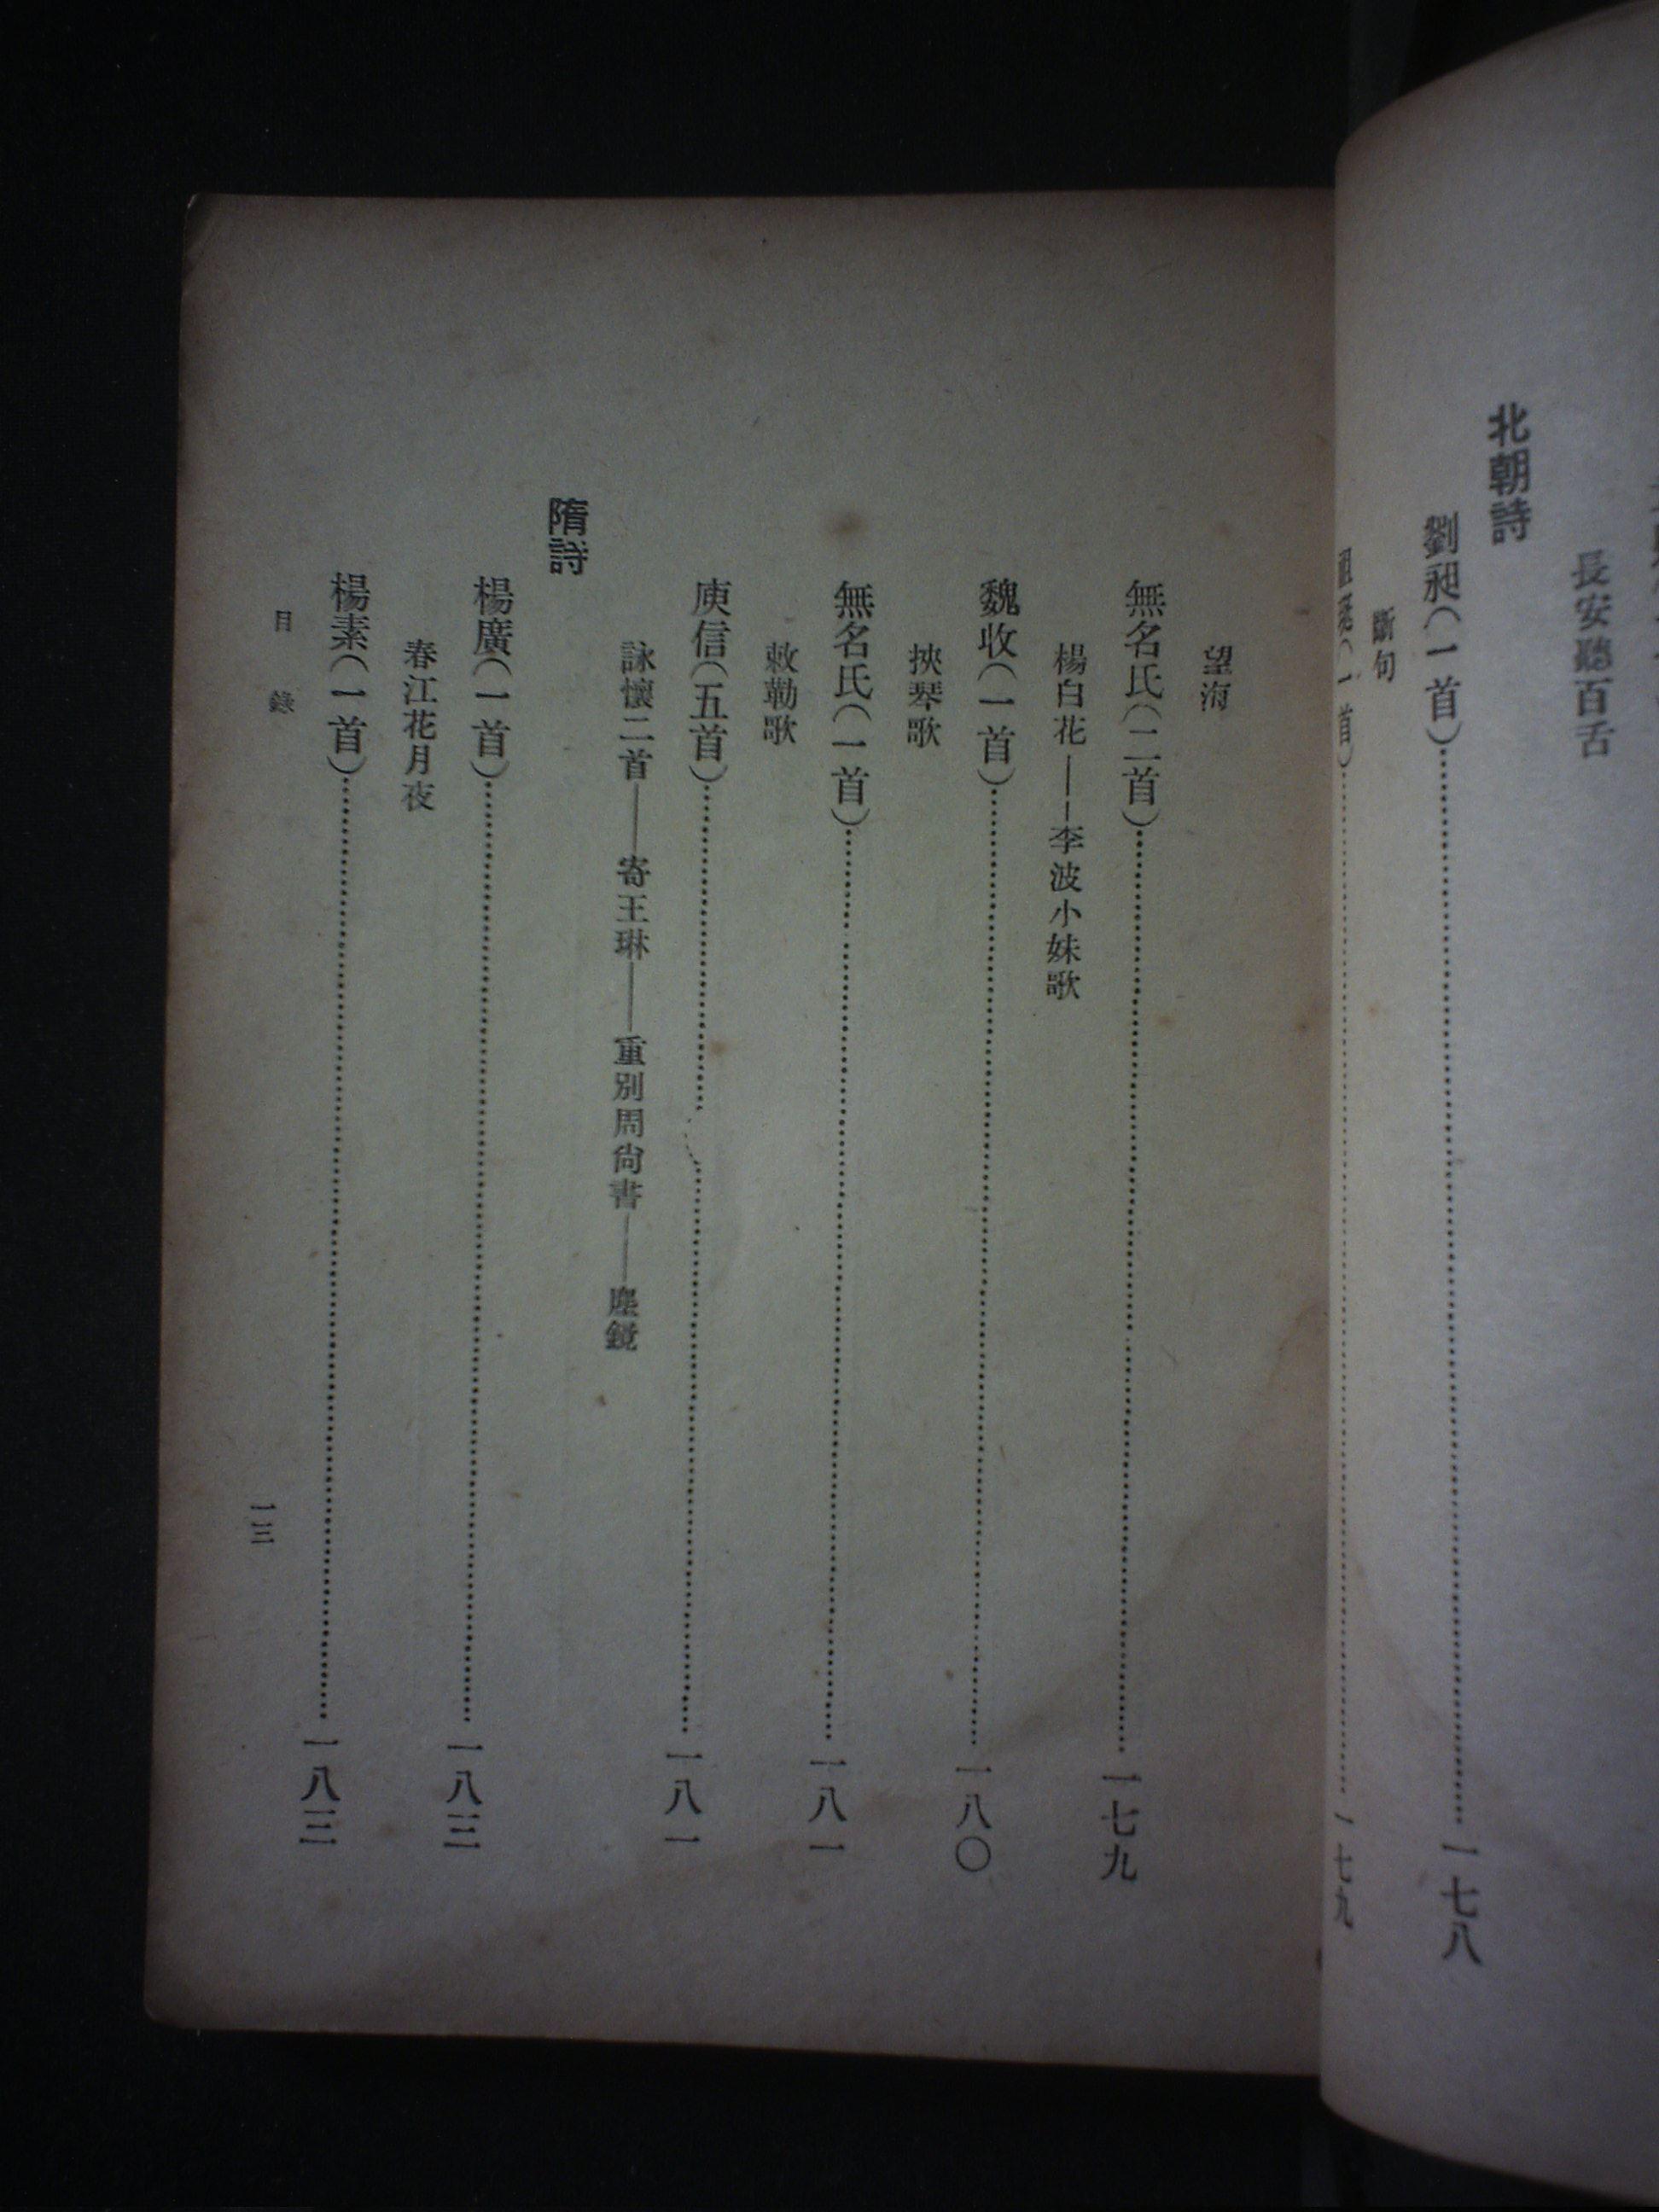 長安聽百舌
北朝詩
劉昶(一首)………一七八
斷句
(一首)………一七九
望海
無名氏(二首)………一七九
楊白花——李波小妹歌
魏收(一首)………一八〇
挾琴歌
無名氏(一首)………一八一
敕勒歌
庾信(五首)………一八一
詠懷二首——寄王琳——重別周尙書——塵鏡
隋詩
楊廣(一首)………一八三
春江花月夜
楊素(一首)………一八三
目錄
一三